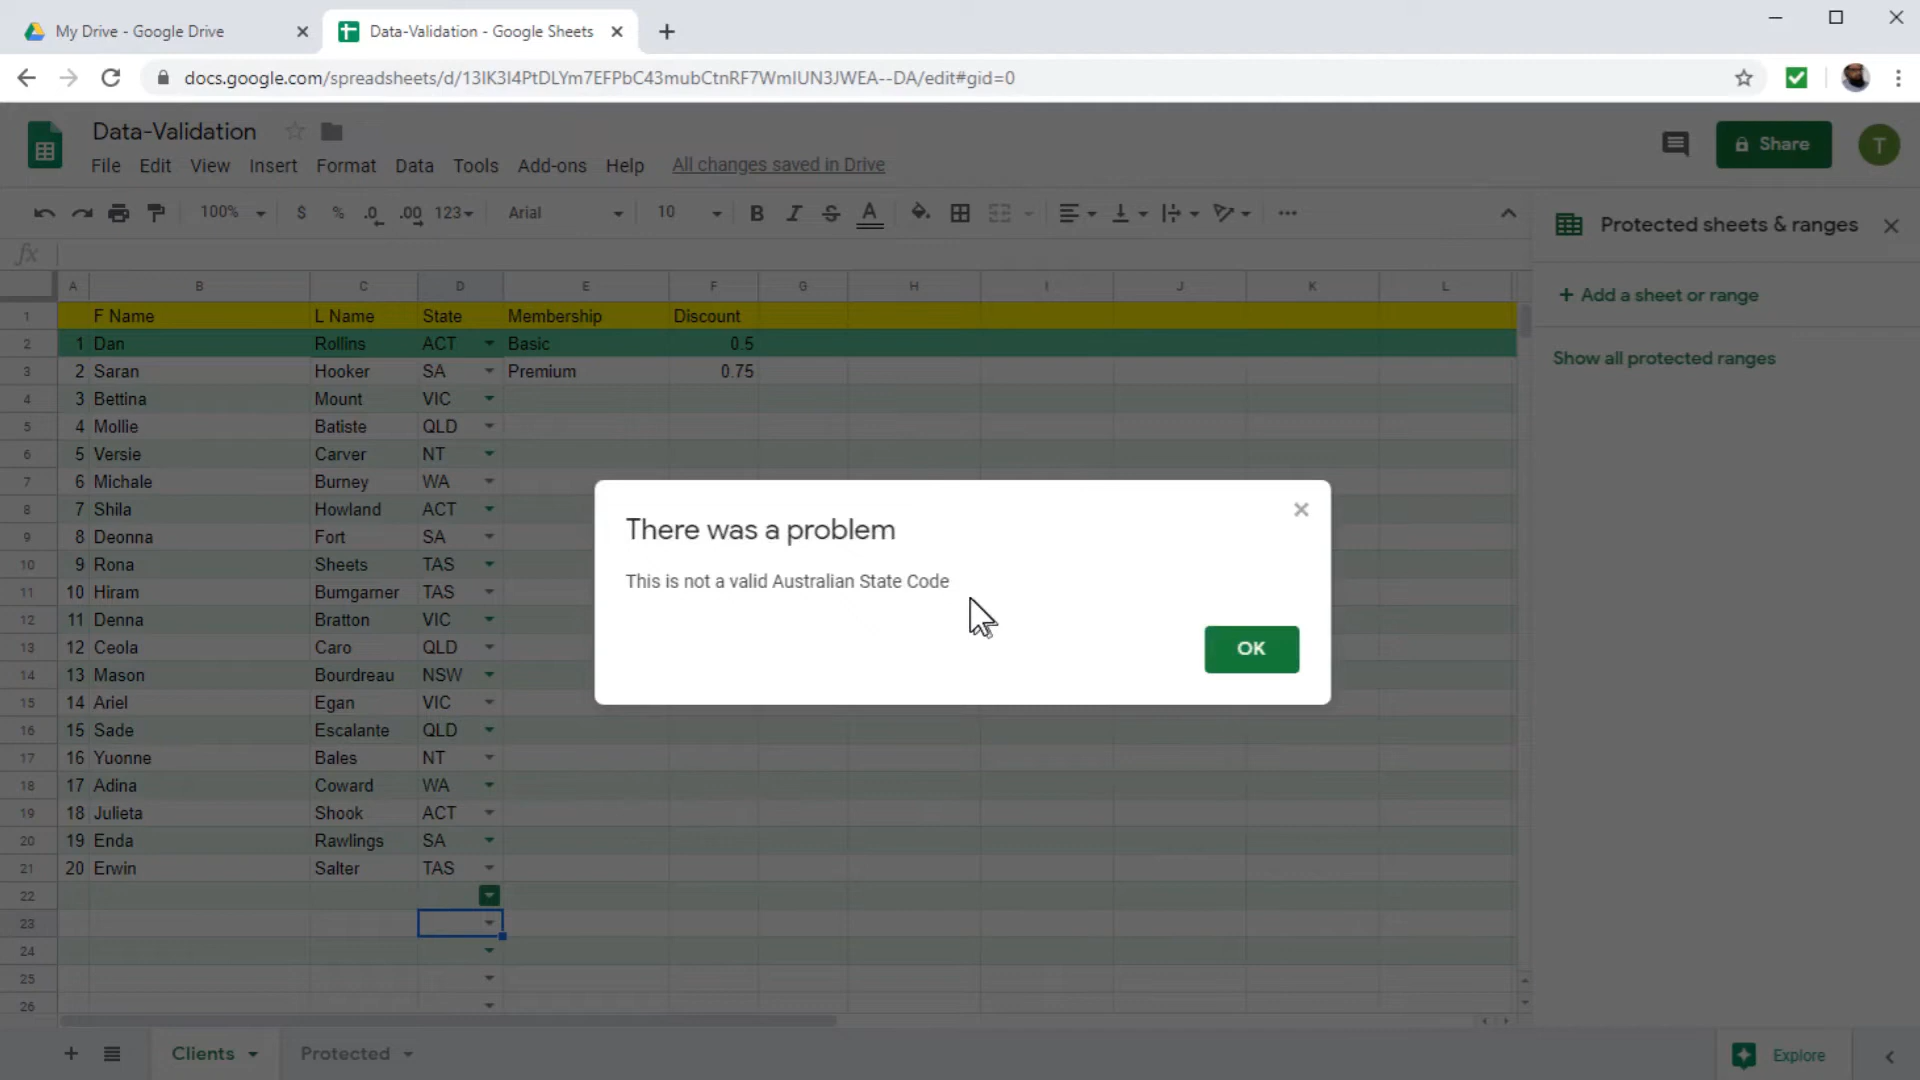 My Drive - Google Drive
Data-Validation - Google Sheets
docs.google.com/spreadsheets/d/13IK3I4PtDLYm7EFPbC43mubCtnRF7WmIUN3JWEA--DA/edit#gid=0
Data-Validation
File Edit View Insert Format Data Tools Add-ons Help All changes saved in Drive
Share
T
100% $ % .0 .00 123 Arial 10 B I S A
fx
Protected sheets & ranges
+ Add a sheet or range
Show all protected ranges
A B C D E F G H I J K L
1 F Name L Name State Membership Discount
2 1 Dan Rollins ACT Basic 0.5
3 2 Saran Hooker SA Premium 0.75
4 3 Bettina Mount VIC
5 4 Mollie Batiste QLD
6 5 Versie Carver NT
7 6 Michale Burney WA
8 7 Shila Howland ACT
9 8 Deonna Fort SA
10 9 Rona Sheets TAS
11 10 Hiram Bumgarner TAS
12 11 Denna Bratton VIC
13 12 Ceola Caro QLD
14 13 Mason Bourdreau NSW
15 14 Ariel Egan VIC
16 15 Sade Escalante QLD
17 16 Yuonne Bales NT
18 17 Adina Coward WA
19 18 Julieta Shook ACT
20 19 Enda Rawlings SA
21 20 Erwin Salter TAS
22
23
24
25
26
There was a problem
This is not a valid Australian State Code
OK
Clients
Protected
Explore